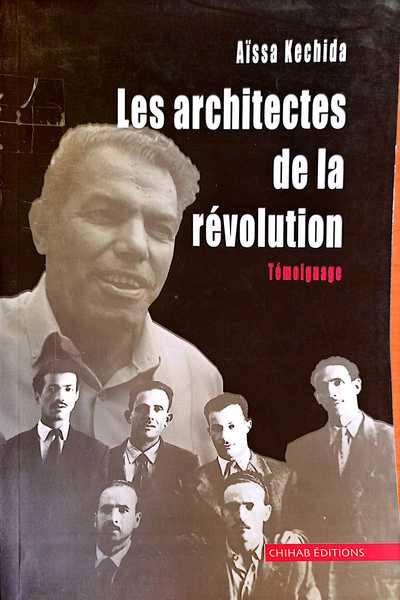 Aïssa Kechida
Les architectes
de la
révolution
Témoignage
CHIHAB ÉDITIONS